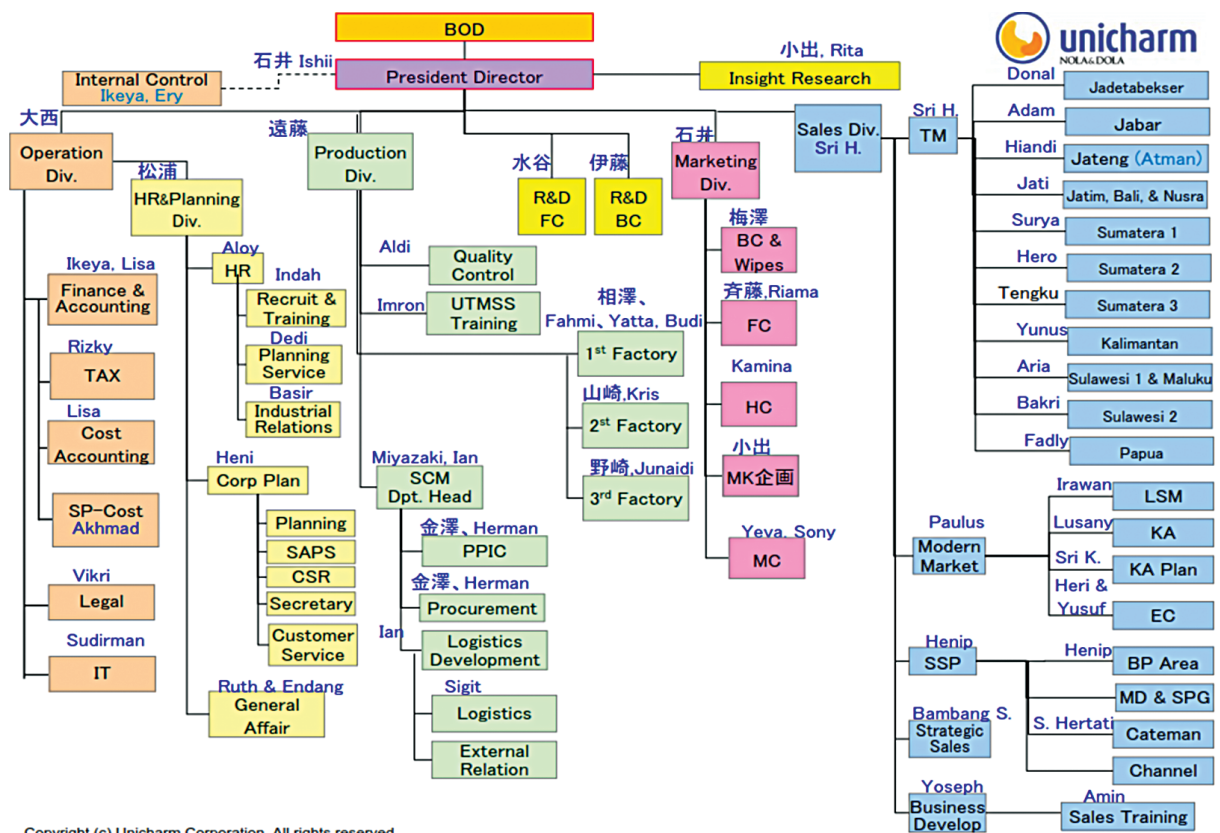 BOD
石井 Ishii
President Director
小出, Rita
Insight Research
unicharm
NOLA & DOLA
Internal Control
Ikeya, Ery
大西
Operation
Div.
松浦
HR&Planning
Div.
遠藤
Production
Div.
水谷
R&D
FC
伊藤
R&D
BC
石井
Marketing
Div.
Sales Div.
Sri H.
Sri H.
TM
Ikeya, Lisa
Finance &
Accounting
Rizky
TAX
Lisa
Cost
Accounting
SP-Cost
Akhmad
Vikri
Legal
Sudirman
IT
Aloy
HR
Indah
Recruit &
Training
Dedi
Planning
Service
Basir
Industrial
Relations
Heni
Corp Plan
Planning
SAPS
CSR
Secretary
Customer
Service
Ruth & Endang
General
Affair
Aldi
Quality
Control
Imron
UTMSS
Training
相澤、
Fahmi、Yatta, Budi
1st Factory
山崎,Kris
2st Factory
野崎,Junaidi
3rd Factory
Miyazaki, Ian
SCM
Dpt. Head
金澤、Herman
PPIC
金澤、Herman
Procurement
Ian
Logistics
Development
Sigit
Logistics
External
Relation
梅澤
BC &
Wipes
斉藤,Riama
FC
Kamina
HC
小出
MK企画
Yeva, Sony
MC
Donal
Jadetabekser
Adam
Jabar
Hiandi
Jateng (Atman)
Jati
Jatim, Bali, & Nusra
Surya
Sumatera 1
Hero
Sumatera 2
Tengku
Sumatera 3
Yunus
Kalimantan
Aria
Sulawesi 1 & Maluku
Bakri
Sulawesi 2
Fadly
Papua
Paulus
Modern
Market
Irawan
LSM
Lusany
KA
Sri K.
KA Plan
Heri &
Yusuf
EC
Henip
SSP
Henip
BP Area
MD & SPG
S. Hertati
Cateman
Channel
Bambang S.
Strategic
Sales
Yoseph
Business
Develop
Amin
Sales Training
Copyright (c) Unicharm Corporation. All rights reserved